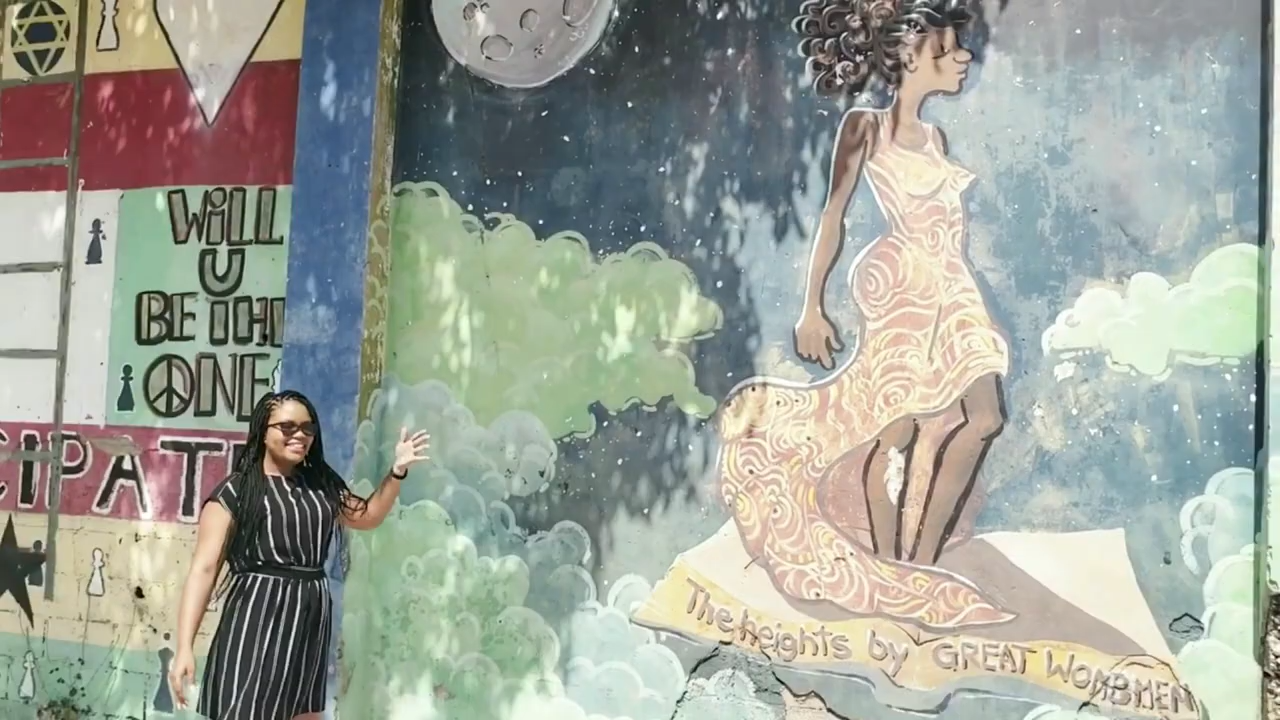 WiLL
U
BE THE
ONE
CIPATE
The heights by GREAT WOMBMEN